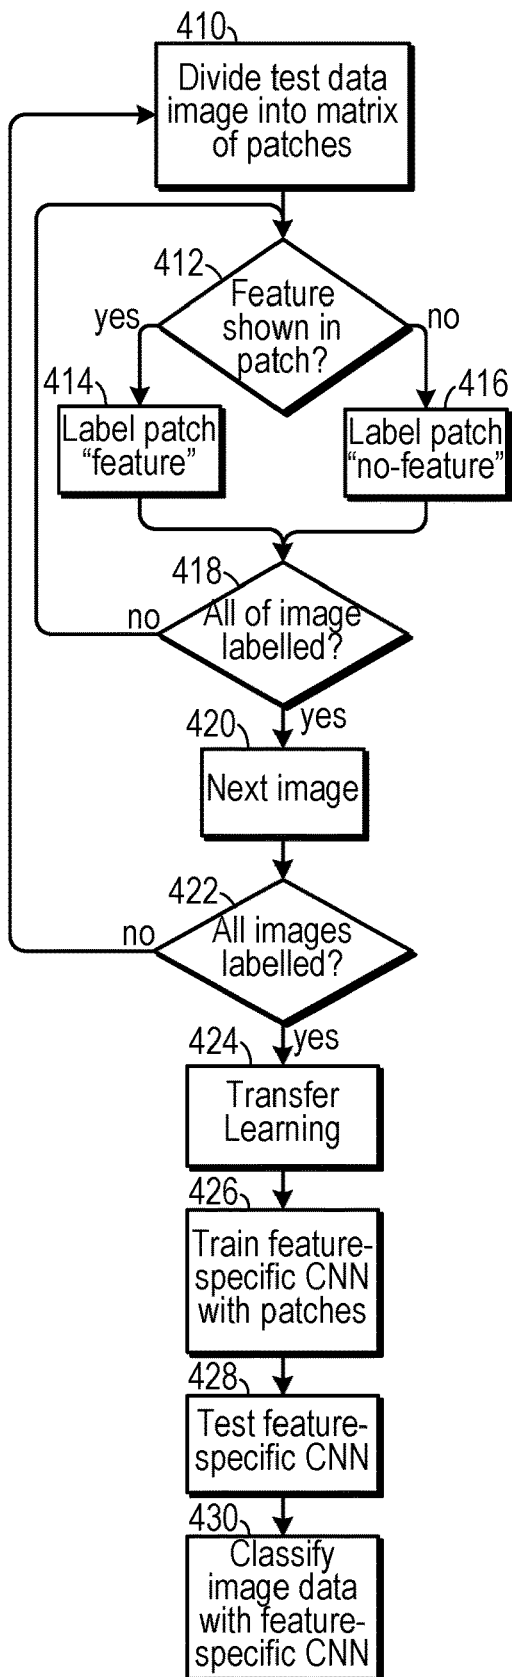 410
Divide test data
image into matrix
of patches
412
Feature
shown in
patch?
yes
no
414
Label patch
“feature”
416
Label patch
“no-feature”
418
All of image
labelled?
no
yes
420
Next image
422
All images
labelled?
no
yes
424
Transfer
Learning
426
Train feature-
specific CNN
with patches
428
Test feature-
specific CNN
430
Classify
image data
with feature-
specific CNN